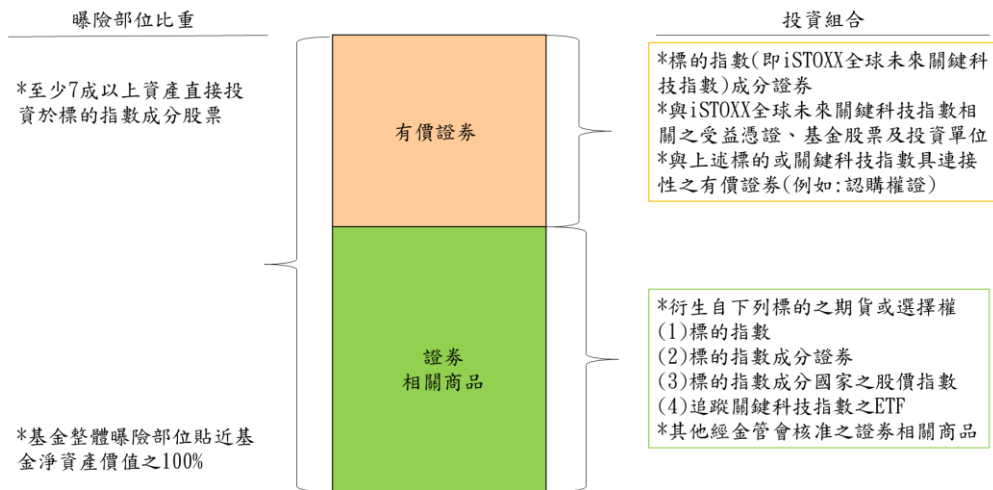 曝險部位比重
投資組合
*至少7成以上資產直接投
資於標的指數成分股票
有價證券
*標的指數(即iSTOXX全球未來關鍵科
技指數)成分證券
*與iSTOXX全球未來關鍵科技指數相
關之受益憑證、基金股票及投資單位
*與上述標的或關鍵科技指數具連接
性之有價證券(例如:認購權證)
證券
相關商品
*衍生自下列標的之期貨或選擇權
(1)標的指數
(2)標的指數成分證券
(3)標的指數成分國家之股價指數
(4)追蹤關鍵科技指數之ETF
*其他經金管會核准之證券相關商品
*基金整體曝險部位貼近基
金淨資產價值之100%